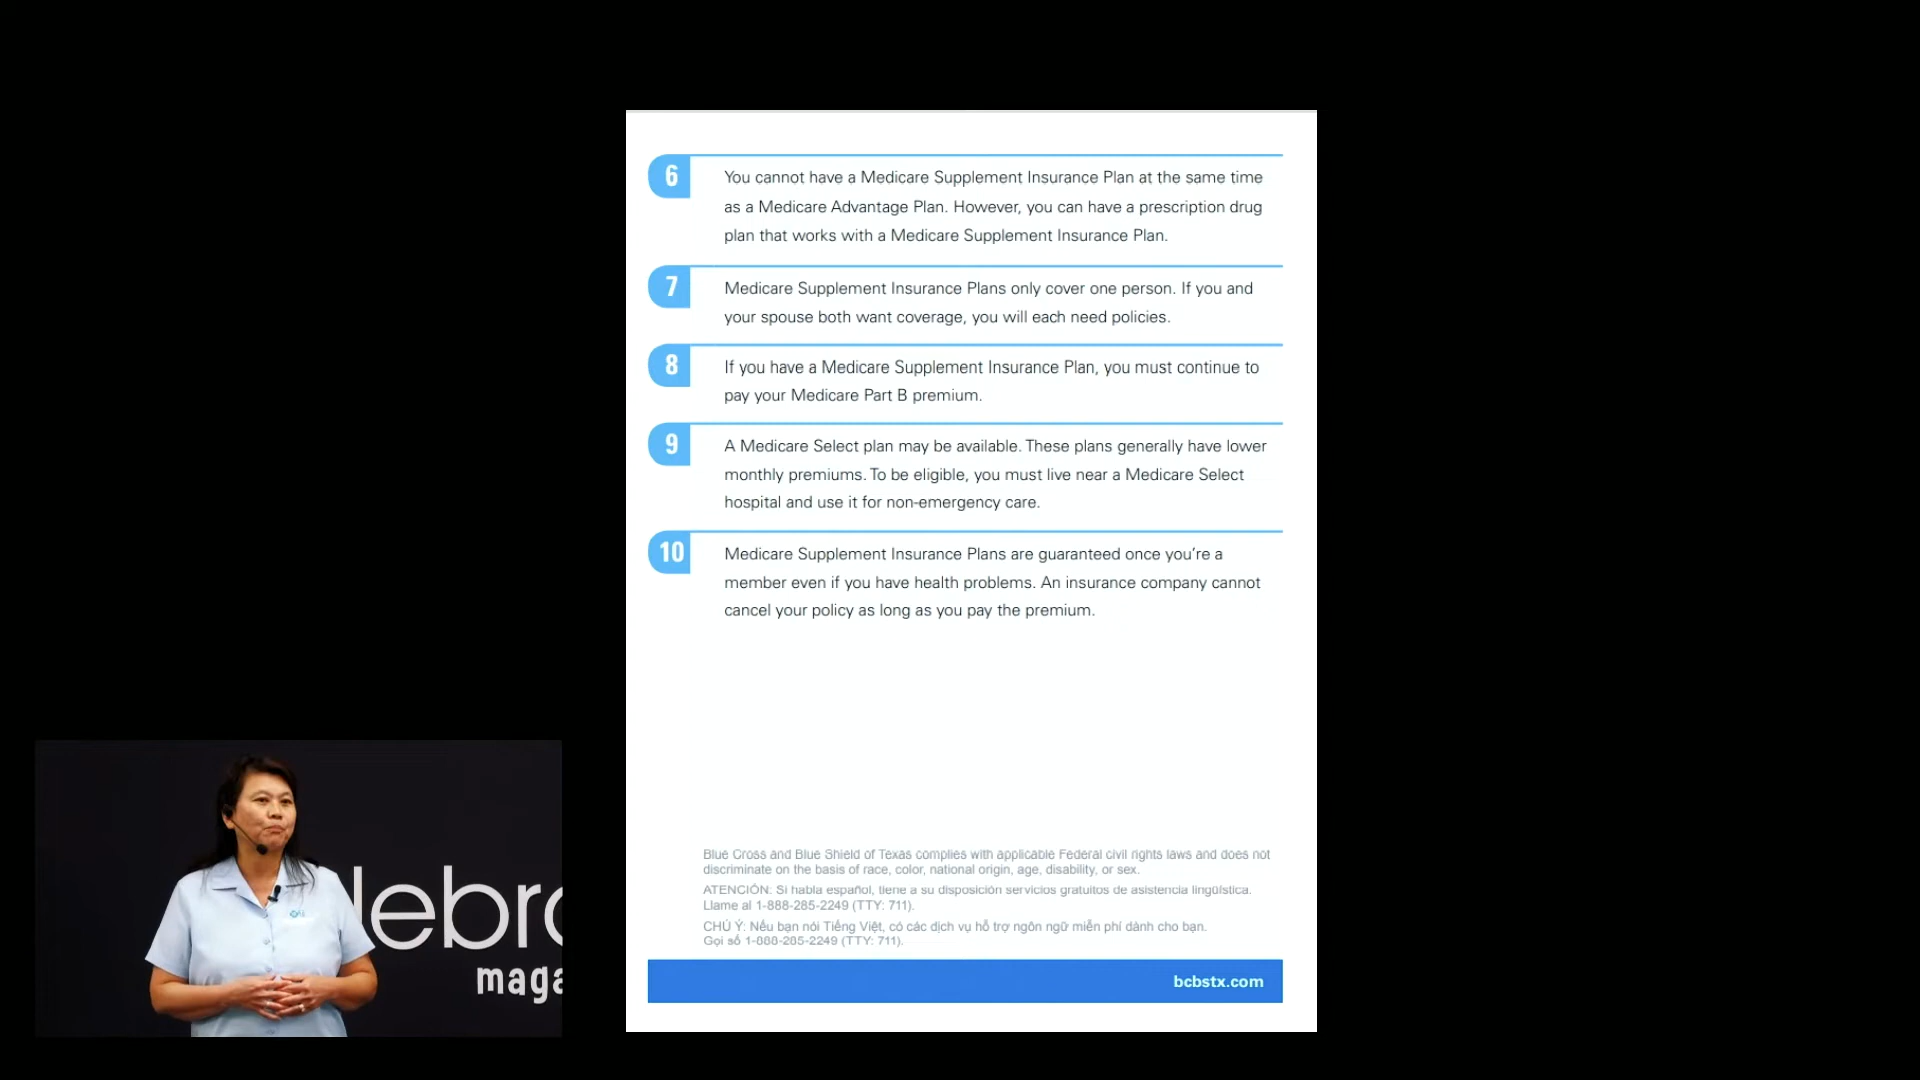 6
You cannot have a Medicare Supplement Insurance Plan at the same time
as a Medicare Advantage Plan. However, you can have a prescription drug
plan that works with a Medicare Supplement Insurance Plan.
7
Medicare Supplement Insurance Plans only cover one person. If you and
your spouse both want coverage, you will each need policies.
8
If you have a Medicare Supplement Insurance Plan, you must continue to
pay your Medicare Part B premium.
9
A Medicare Select plan may be available. These plans generally have lower
monthly premiums. To be eligible, you must live near a Medicare Select
hospital and use it for non-emergency care.
10
Medicare Supplement Insurance Plans are guaranteed once you’re a
member even if you have health problems. An insurance company cannot
cancel your policy as long as you pay the premium.
Blue Cross and Blue Shield of Texas complies with applicable Federal civil rights laws and does not
discriminate on the basis of race, color, national origin, age, disability, or sex.
ATENCIÓN: Si habla español, tiene a su disposición servicios gratuitos de asistencia lingüística.
Llame al 1-888-285-2249 (TTY: 711).
CHÚ Ý: Nếu bạn nói Tiếng Việt, có các dịch vụ hỗ trợ ngôn ngữ miễn phí dành cho bạn.
Gọi số 1-888-285-2249 (TTY: 711).
bcbstx.com
lebr
maga